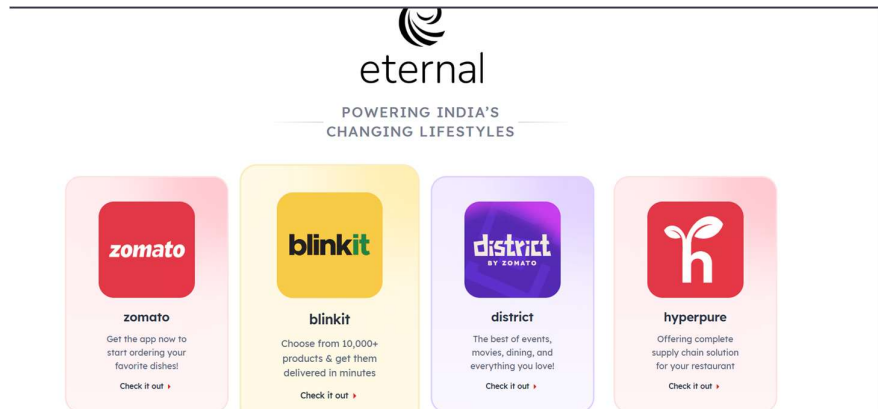 eternal
POWERING INDIA'S
CHANGING LIFESTYLES
zomato
zomato
Get the app now to
start ordering your
favorite dishes!
Check it out
blinkit
blinkit
Choose from 10,000+
products & get them
delivered in minutes
Check it out
district
BY ZOMATO
district
The best of events,
movies, dining, and
everything you love!
Check it out
h
hyperpure
Offering complete
supply chain solution
for your restaurant
Check it out